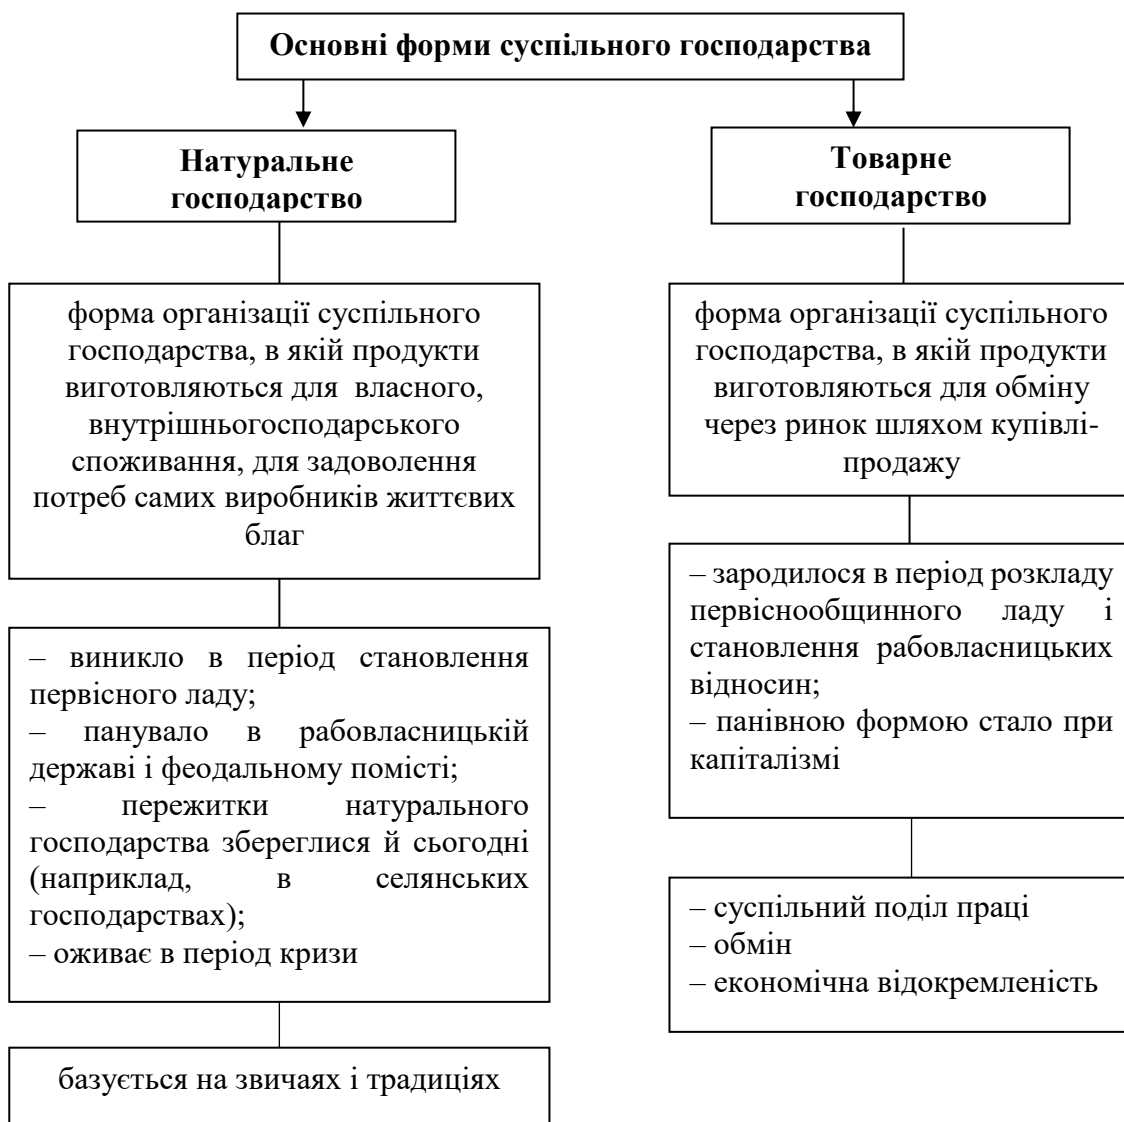 Основні форми суспільного господарства
Натуральне
господарство
Товарне
господарство
форма організації суспільного
господарства, в якій продукти
виготовляються для власного,
внутрішньогосподарського
споживання, для задоволення
потреб самих виробників життєвих
благ
форма організації суспільного
господарства, в якій продукти
виготовляються для обміну
через ринок шляхом купівлі-
продажу
– виникло в період становлення
первісного ладу;
– панувало в рабовласницькій
державі і феодальному помісті;
– пережитки натурального
господарства збереглися й сьогодні
(наприклад, в селянських
господарствах);
– оживає в період кризи
– зародилося в період розкладу
первіснообщинного ладу і
становлення рабовласницьких
відносин;
– панівною формою стало при
капіталізмі
– суспільний поділ праці
– обмін
– економічна відокремленість
базується на звичаях і традиціях